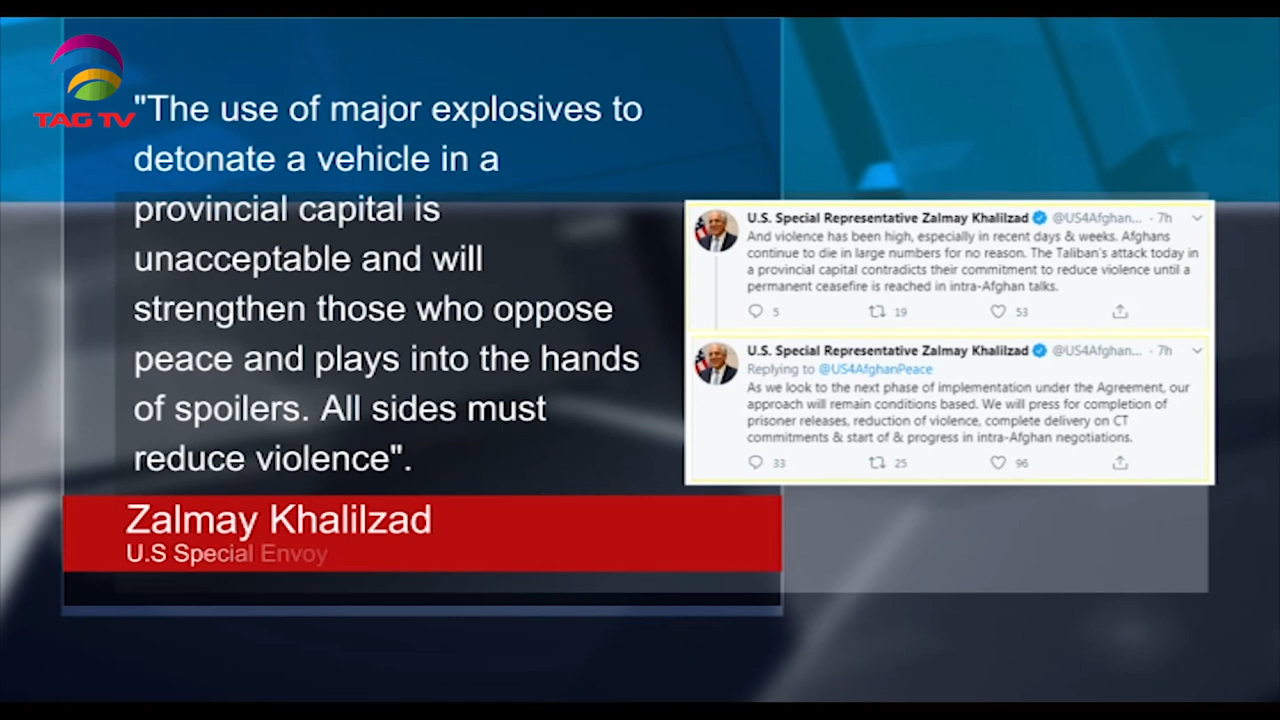 TAG TV
"The use of major explosives to
detonate a vehicle in a
provincial capital is
unacceptable and will
strengthen those who oppose
peace and plays into the hands
of spoilers. All sides must
reduce violence".
Zalmay Khalilzad
U.S Special Envoy
U.S. Special Representative Zalmay Khalilzad @US4Afghan... · 7h
And violence has been high, especially in recent days & weeks. Afghans
continue to die in large numbers for no reason. The Taliban's attack today in
a provincial capital contradicts their commitment to reduce violence until a
permanent ceasefire is reached in intra-Afghan talks.
5 19 53
U.S. Special Representative Zalmay Khalilzad @US4Afghan... · 7h
Replying to @US4AfghanPeace
As we look to the next phase of implementation under the Agreement, our
approach will remain conditions based. We will press for completion of
prisoner releases, reduction of violence, complete delivery on CT
commitments & start of & progress in intra-Afghan negotiations.
33 25 96